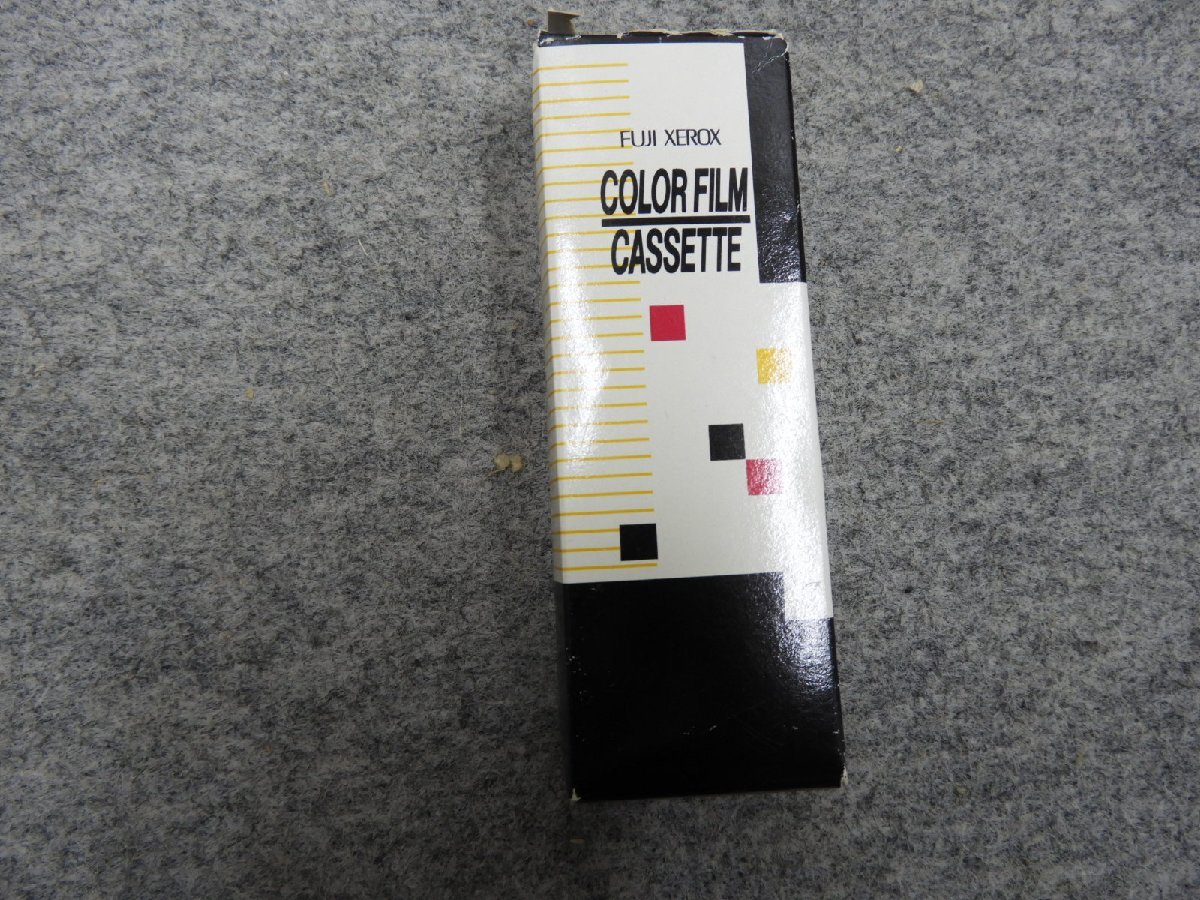 FUJI XEROX
COLOR FILM
CASSETTE